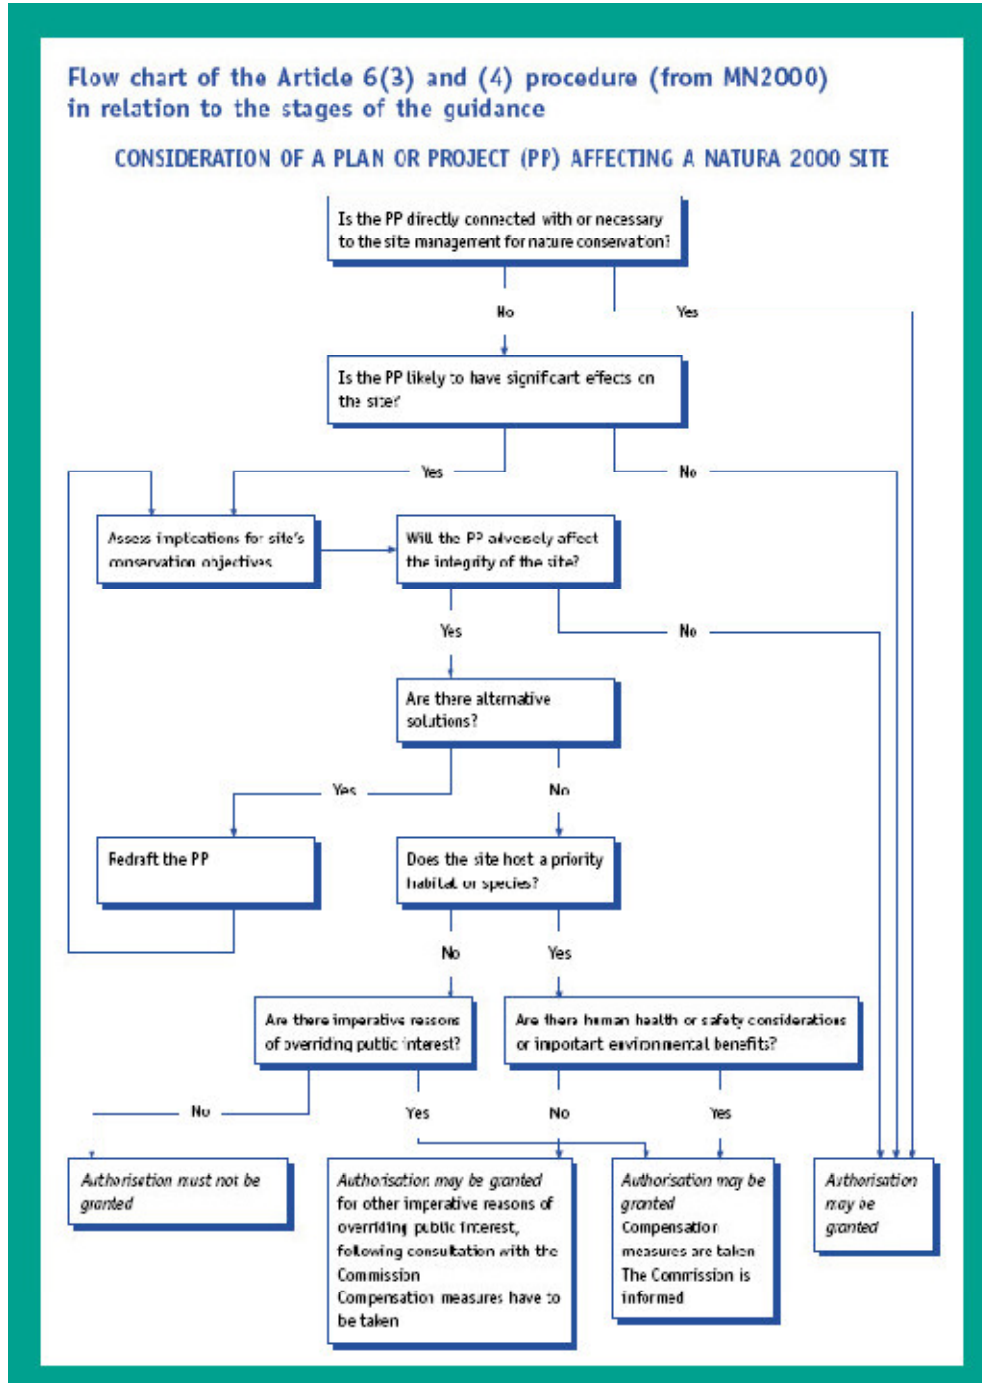 Flow chart of the Article 6(3) and (4) procedure (from MN2000)
in relation to the stages of the guidance
CONSIDERATION OF A PLAN OR PROJECT (PP) AFFECTING A NATURA 2000 SITE
Is the PP directly connected with or necessary
to the site management for nature conservation?
No
Yes
Is the PP likely to have significant effects on
the site?
Yes
No
Assess implications for site's
conservation objectives
Will the PP adversely affect
the integrity of the site?
Yes
No
Are there alternative
solutions?
Yes
No
Redraft the PP
Does the site host a priority
habitat or species?
No
Yes
Are there imperative reasons
of overriding public interest?
Are there human health or safety considerations
or important environmental benefits?
No
Yes
No
Yes
Authorisation must not be
granted
Authorisation may be granted
for other imperative reasons of
overriding public interest,
following consultation with the
Commission
Compensation measures have to
be taken
Authorisation may be
granted
Compensation
measures are taken
The Commission is
informed
Authorisation
may be
granted